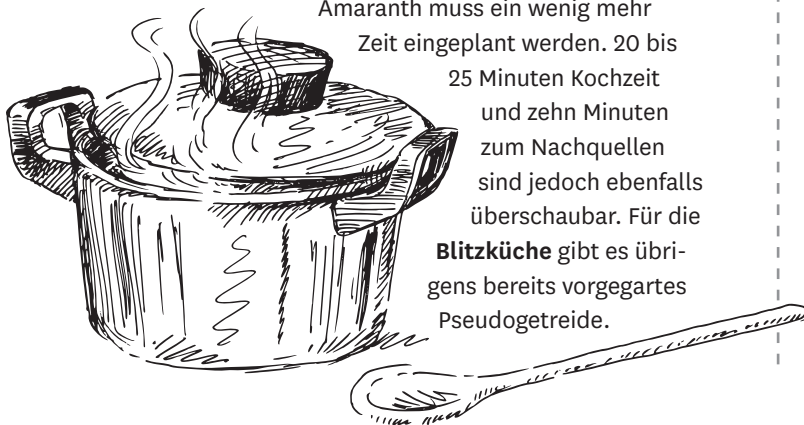 Amaranth muss ein wenig mehr
Zeit eingeplant werden. 20 bis
25 Minuten Kochzeit
und zehn Minuten
zum Nachquellen
sind jedoch ebenfalls
überschaubar. Für die
Blitzküche gibt es übri-
gens bereits vorgegartes
Pseudogetreide.